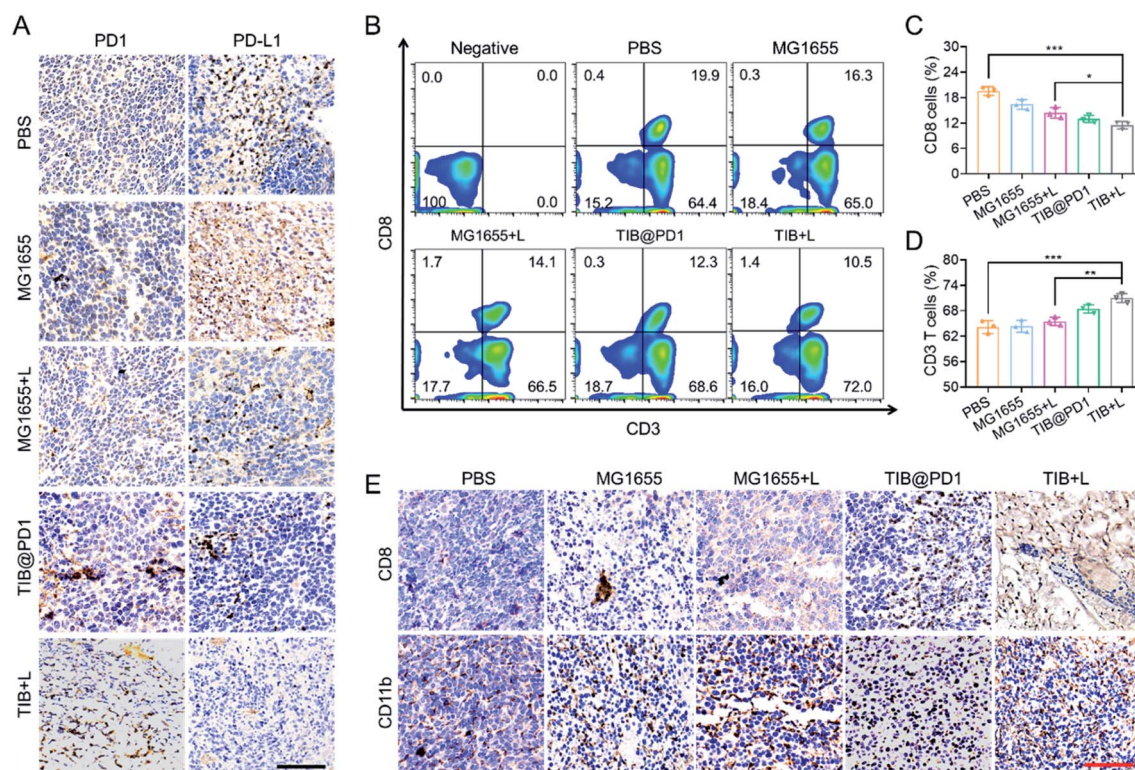 A
PD1 PD-L1
PBS
MG1655
MG1655+L
TIB@PD1
TIB+L
B
Negative PBS MG1655
0.0 0.0 0.4 19.9 0.3 16.3
100 0.0 15.2 64.4 18.4 65.0
MG1655+L TIB@PD1 TIB+L
1.7 14.1 0.3 12.3 1.4 10.5
17.7 66.5 18.7 68.6 16.0 72.0
CD8
CD3
C
CD8 cells (%)
30
24
18
12
6
0
***
*
PBS MG1655 MG1655+L TIB@PD1 TIB+L
D
CD3 T cells (%)
80
74
68
62
56
50
***
**
PBS MG1655 MG1655+L TIB@PD1 TIB+L
E
PBS MG1655 MG1655+L TIB@PD1 TIB+L
CD8
CD11b